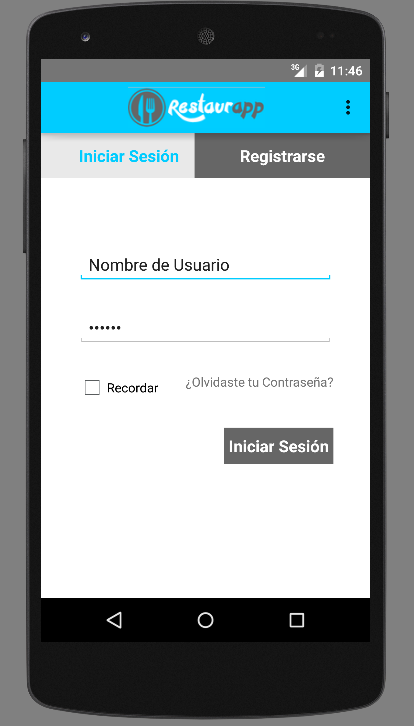 3G 11:46
Restaurapp
Iniciar Sesión Registrarse
Nombre de Usuario
••••••
Recordar ¿Olvidaste tu Contraseña?
Iniciar Sesión